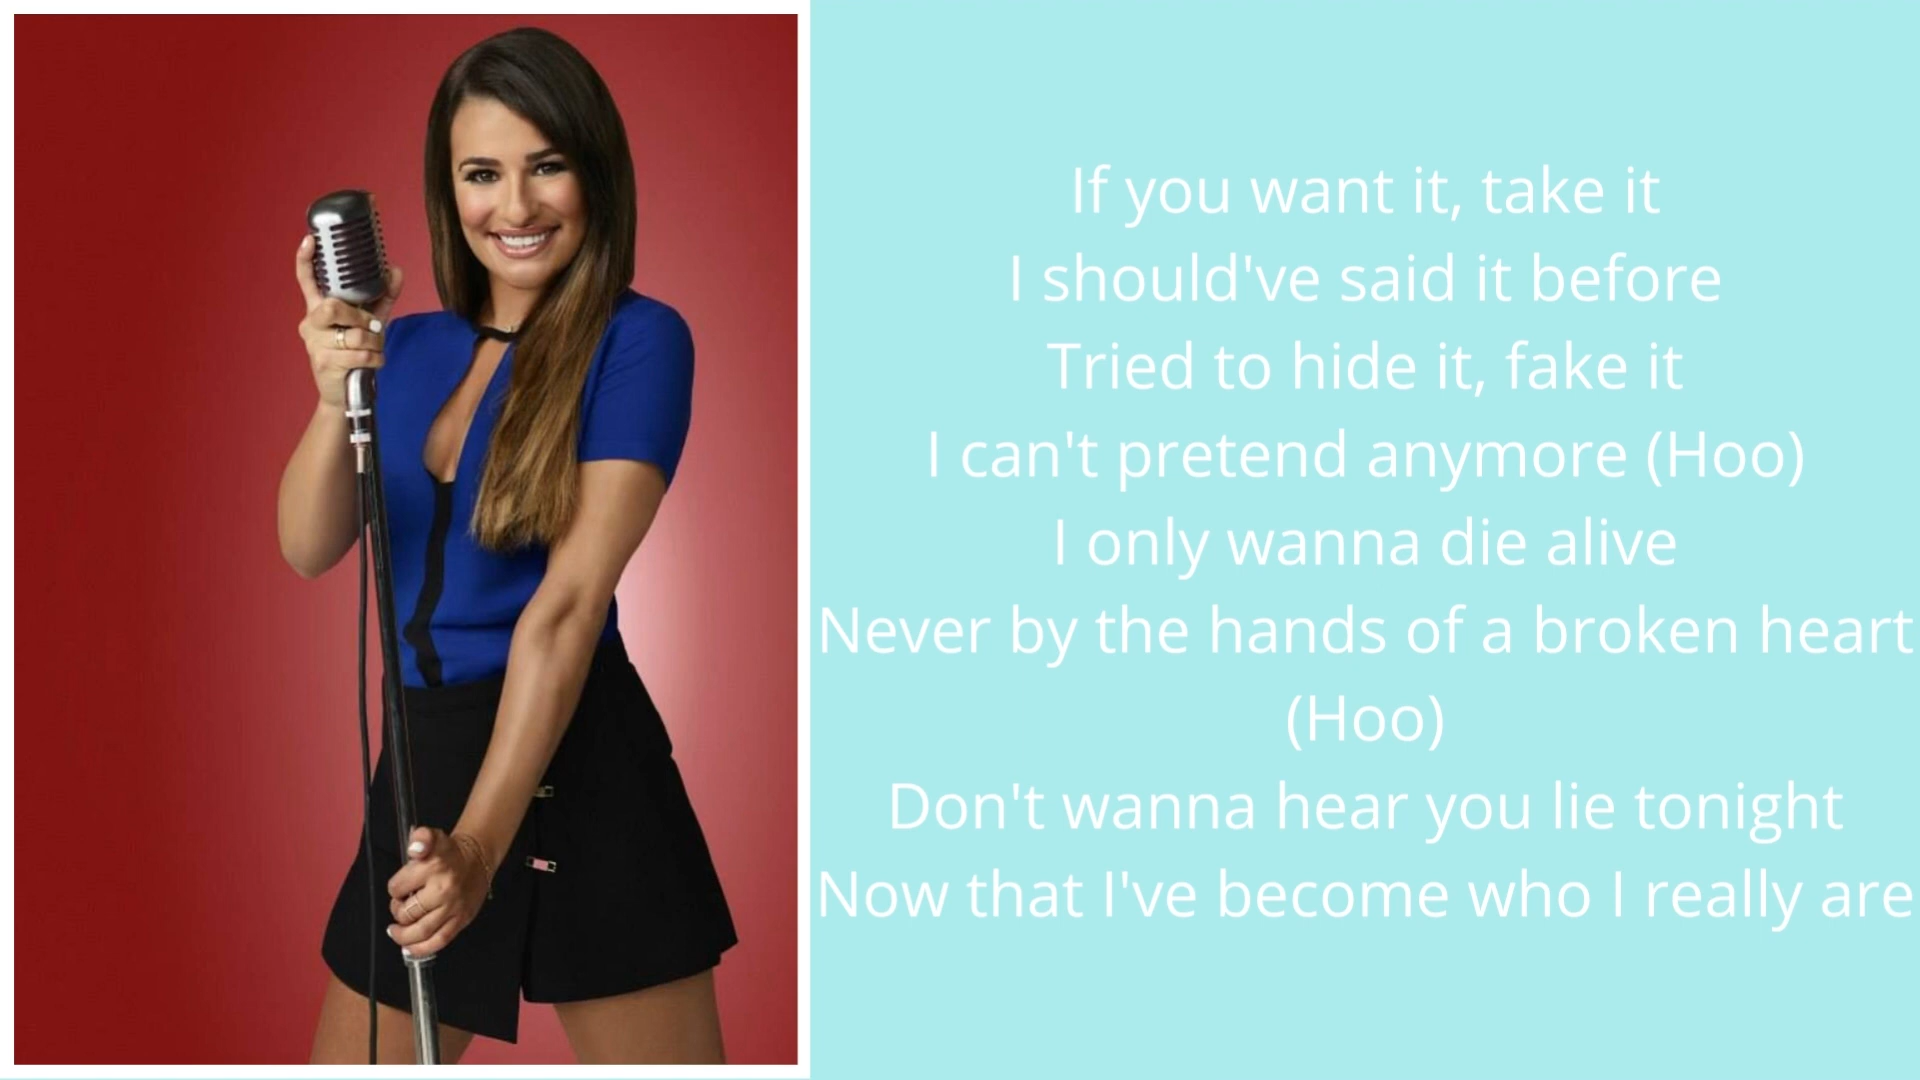 If you want it, take it
I should've said it before
Tried to hide it, fake it
I can't pretend anymore (Hoo)
I only wanna die alive
Never by the hands of a broken heart
(Hoo)
Don't wanna hear you lie tonight
Now that I've become who I really are